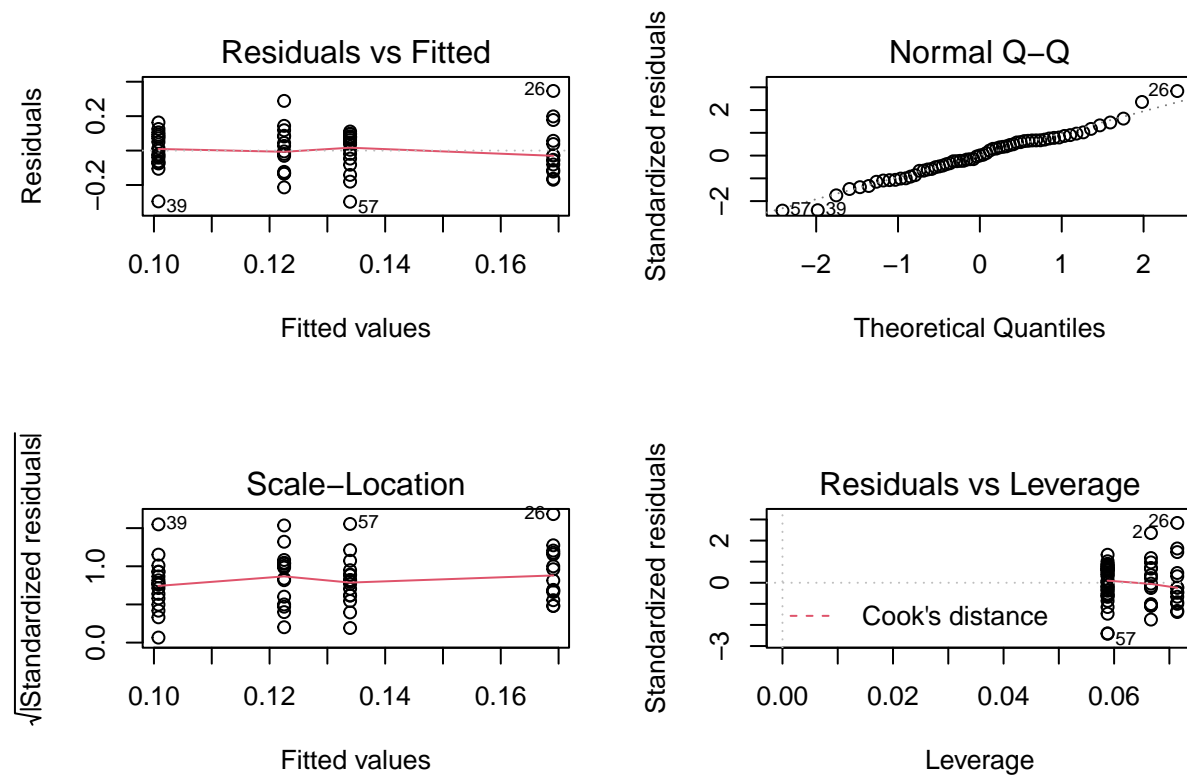 Residuals vs Fitted
Residuals
0.2
−0.2
26
39
57
0.10 0.12 0.14 0.16
Fitted values
Normal Q−Q
Standardized residuals
2
0
−2
26
57 39
−2 −1 0 1 2
Theoretical Quantiles
Scale−Location
√|Standardized residuals|
1.0
0.0
39
57
26
0.10 0.12 0.14 0.16
Fitted values
Residuals vs Leverage
Standardized residuals
2
0
−3
26
2
Cook's distance
57
0.00 0.02 0.04 0.06
Leverage